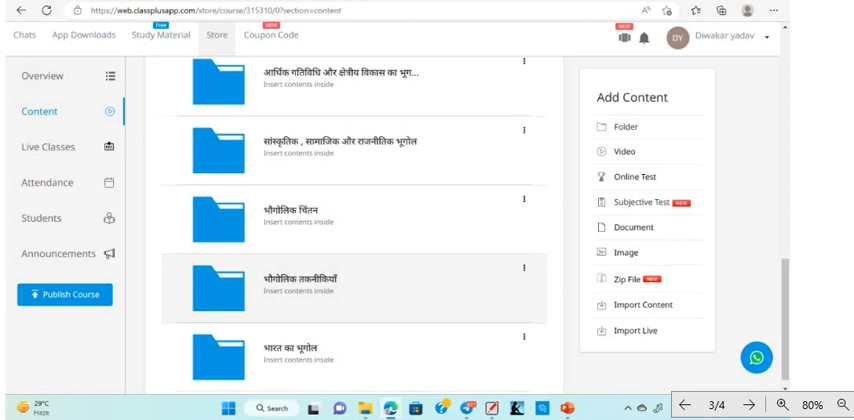 https://web.classplusapp.com/store/course/315310/0?section=content
Free
NEW
NEW
Chats
App Downloads
Study Material
Store
Coupon Code
DY
Diwakar yadav
Overview
Content
Live Classes
Attendance
Students
Announcements
Publish Course
आर्थिक गतिविधि और क्षेत्रीय विकास का भूग...
Insert contents inside
सांस्कृतिक , सामाजिक और राजनीतिक भूगोल
Insert contents inside
भौगोलिक चिंतन
Insert contents inside
भौगोलिक तकनीकियाँ
Insert contents inside
भारत का भूगोल
Insert contents inside
Add Content
Folder
Video
Online Test
Subjective Test NEW
Document
Image
Zip File NEW
Import Content
Import Live
29°C
Haze
Search
3/4
80%